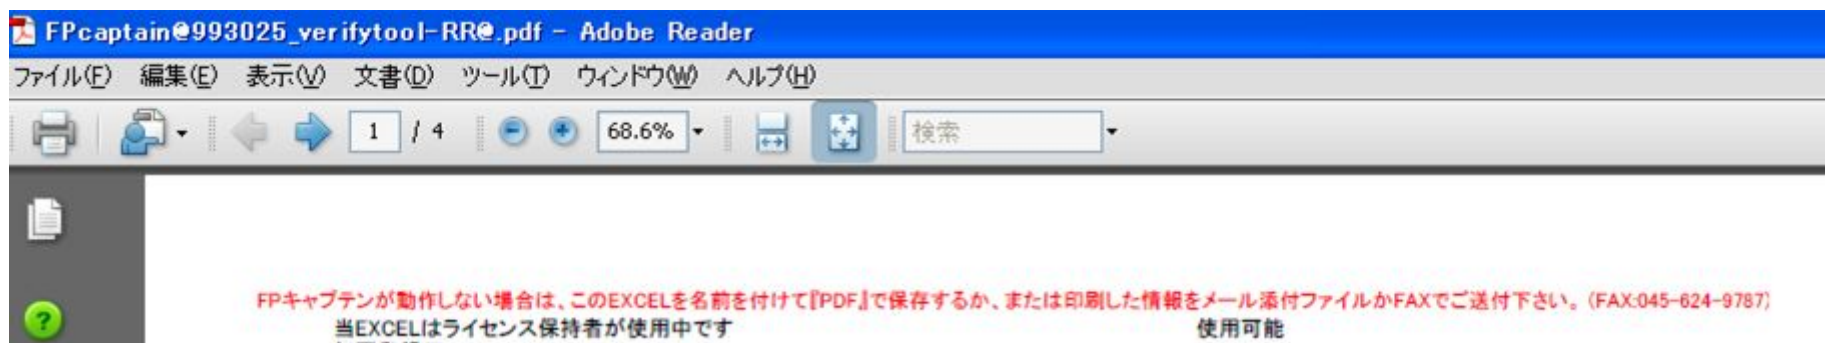 FPcaptain@993025_verifytool-RR@.pdf - Adobe Reader
ファイル(F) 編集(E) 表示(V) 文書(D) ツール(T) ウィンドウ(W) ヘルプ(H)
1 / 4 68.6% 検索
FPキャプテンが動作しない場合は、このEXCELを名前を付けて『PDF』で保存するか、または印刷した情報をメール添付ファイルかFAXでご送付下さい。(FAX:045-624-9787)
当EXCELはライセンス保持者が使用中です 使用可能